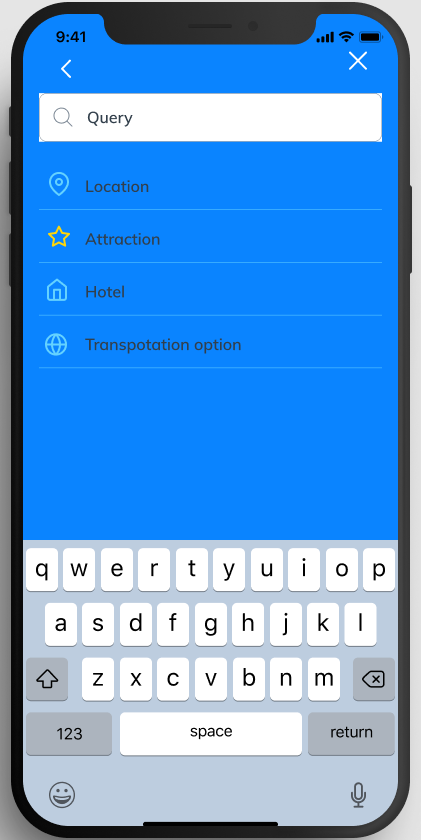 9:41
Query
Location
Attraction
Hotel
Transpotation option
q w e r t y u i o p
a s d f g h j k l
z x c v b n m
123 space return